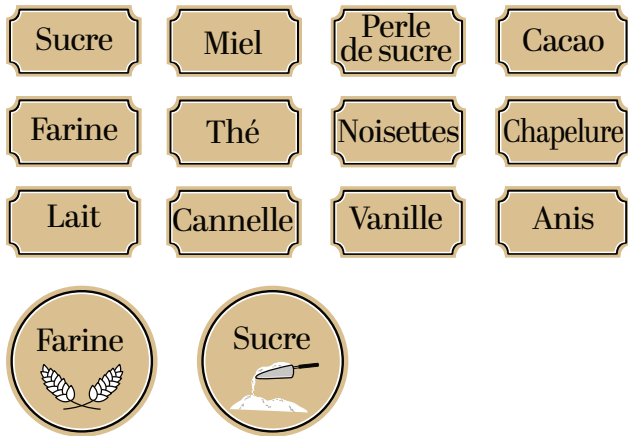 Sucre
Miel
Perle
de sucre
Cacao
Farine
Thé
Noisettes
Chapelure
Lait
Cannelle
Vanille
Anis
Farine
Sucre